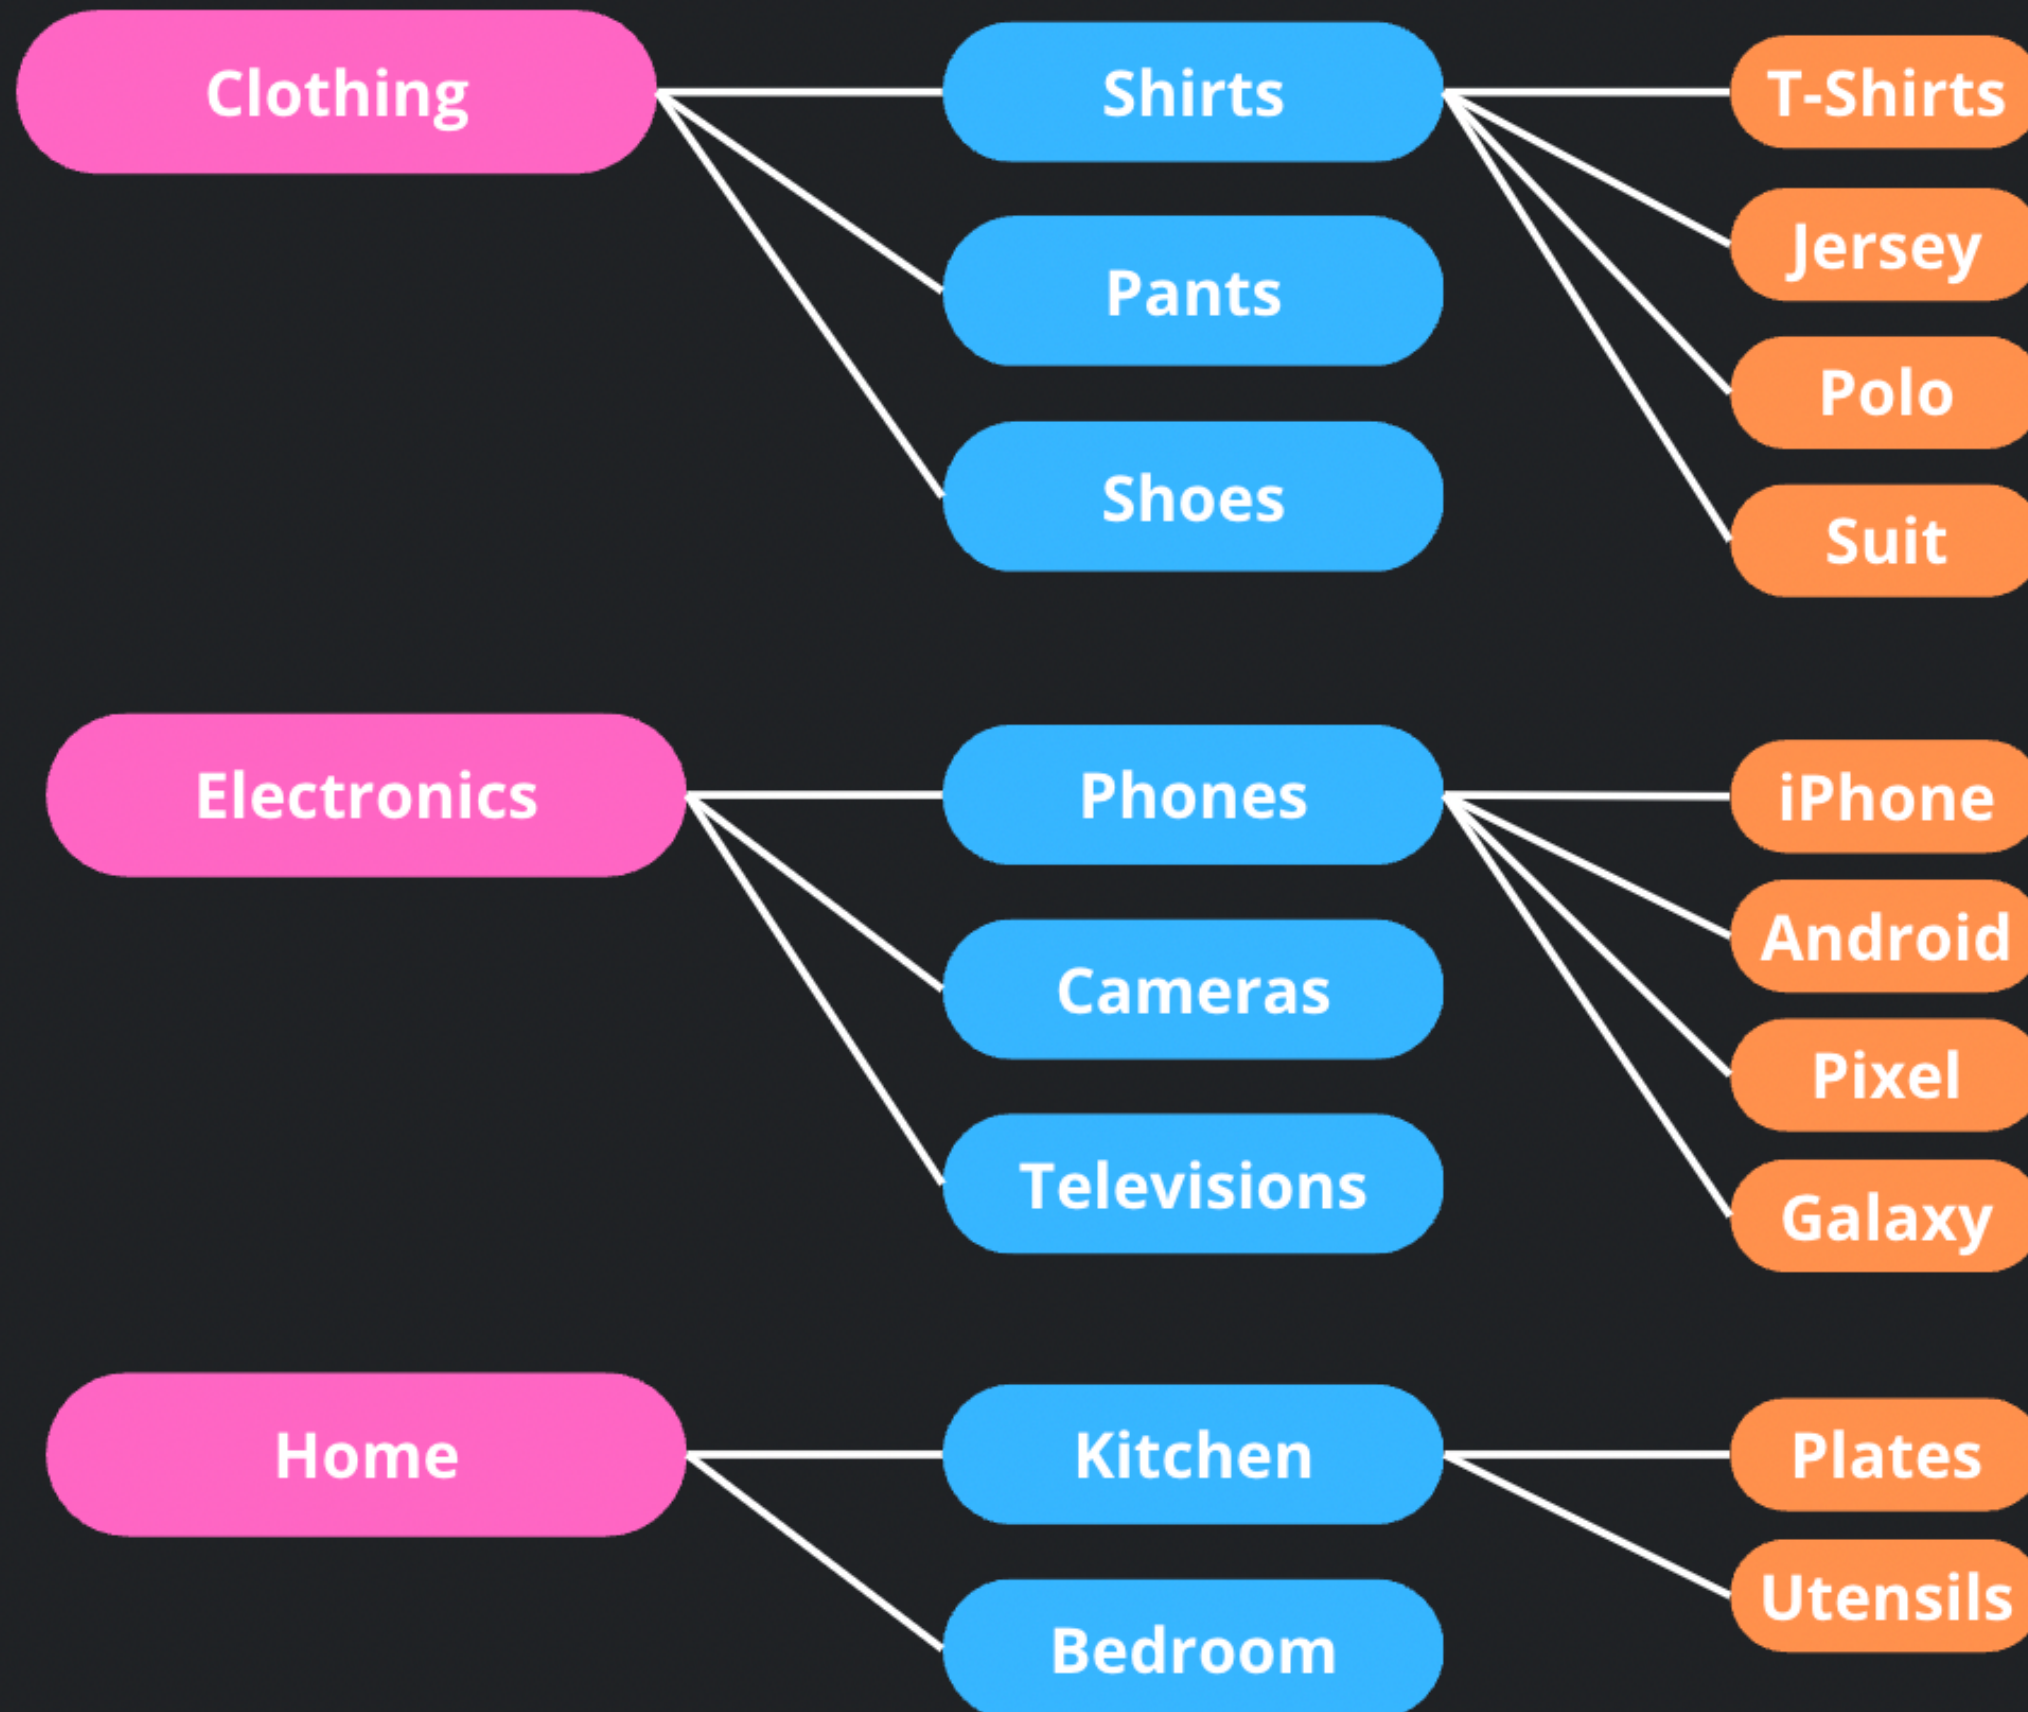 Clothing
Shirts
T-Shirts
Jersey
Pants
Polo
Shoes
Suit
Electronics
Phones
iPhone
Android
Cameras
Pixel
Televisions
Galaxy
Home
Kitchen
Plates
Utensils
Bedroom